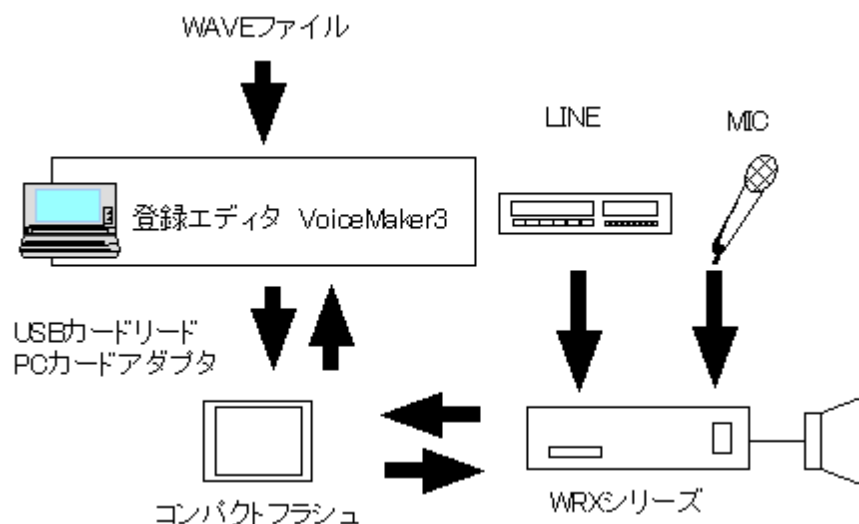 WAVEファイル
LINE
MIC
登録エディタ VoiceMaker3
USBカードリード
PCカードアダプタ
コンパクトフラシュ
WRXシリーズ